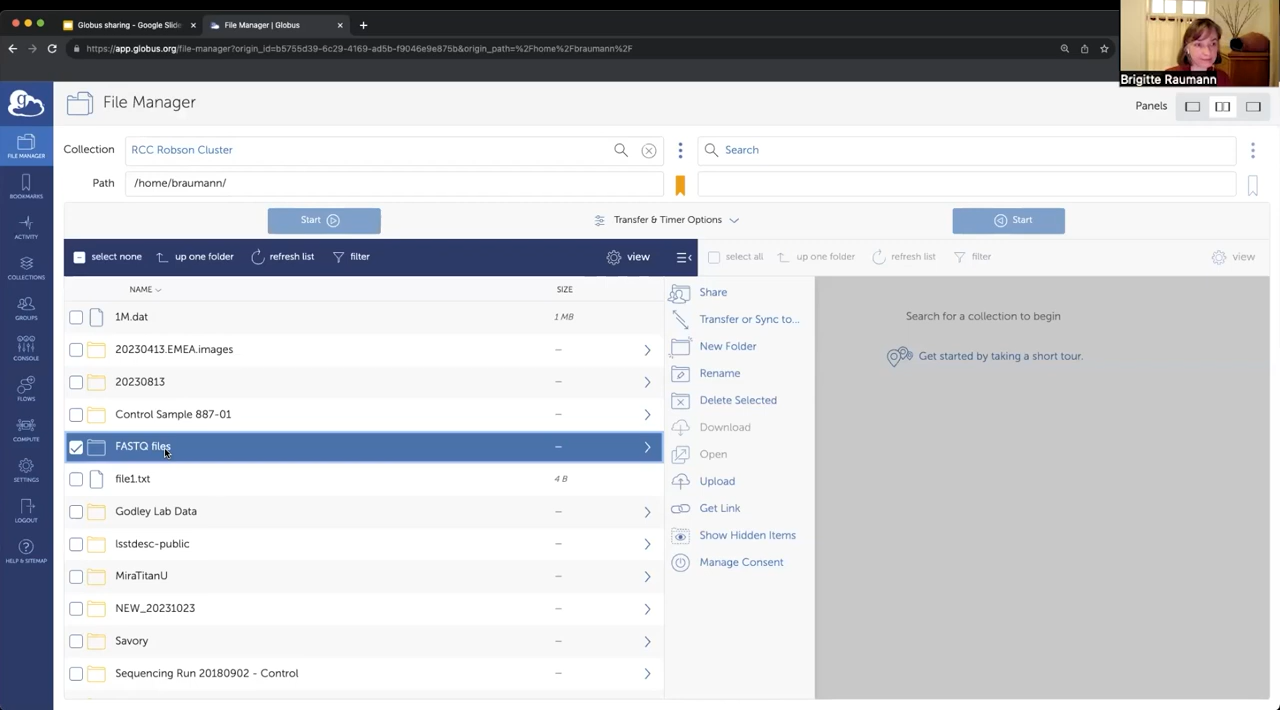 Globus sharing - Google Slide
File Manager | Globus
https://app.globus.org/file-manager?origin_id=b5755d39-6c29-4169-ad5b-f9046e9e875b&origin_path=%2Fhome%2Fbraumann%2F
Brigitte Raumann
File Manager
Panels
FILE MANAGER
BOOKMARKS
ACTIVITY
COLLECTIONS
GROUPS
CONSOLE
FLOWS
COMPUTE
SETTINGS
LOGOUT
HELP & SITEMAP
Collection
RCC Robson Cluster
Search
Path
/home/braumann/
Start
Transfer & Timer Options
Start
select none
up one folder
refresh list
filter
view
select all
up one folder
refresh list
filter
view
NAME
SIZE
1M.dat
1 MB
20230413.EMEA.images
–
20230813
–
Control Sample 887-01
–
FASTQ files
–
file1.txt
4 B
Godley Lab Data
–
lsstdesc-public
–
MiraTitanU
–
NEW_20231023
–
Savory
–
Sequencing Run 20180902 - Control
–
Share
Transfer or Sync to...
New Folder
Rename
Delete Selected
Download
Open
Upload
Get Link
Show Hidden Items
Manage Consent
Search for a collection to begin
Get started by taking a short tour.